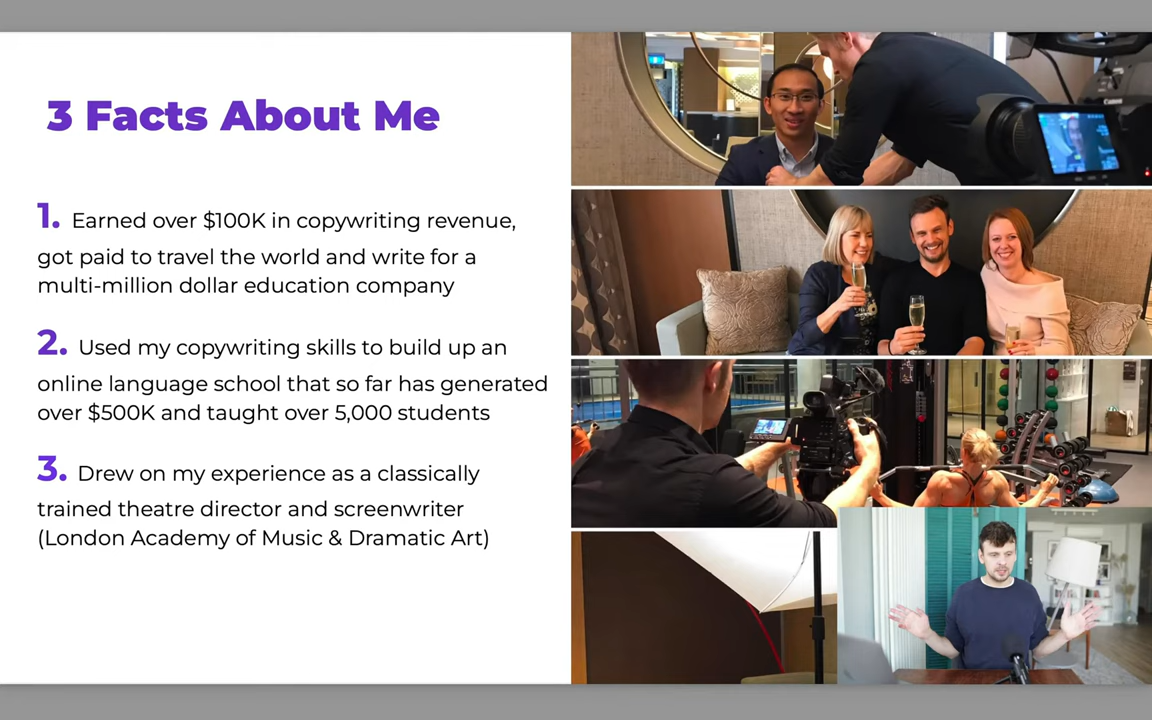 3 Facts About Me
1. Earned over $100K in copywriting revenue,
got paid to travel the world and write for a
multi-million dollar education company
2. Used my copywriting skills to build up an
online language school that so far has generated
over $500K and taught over 5,000 students
3. Drew on my experience as a classically
trained theatre director and screenwriter
(London Academy of Music & Dramatic Art)
Canon